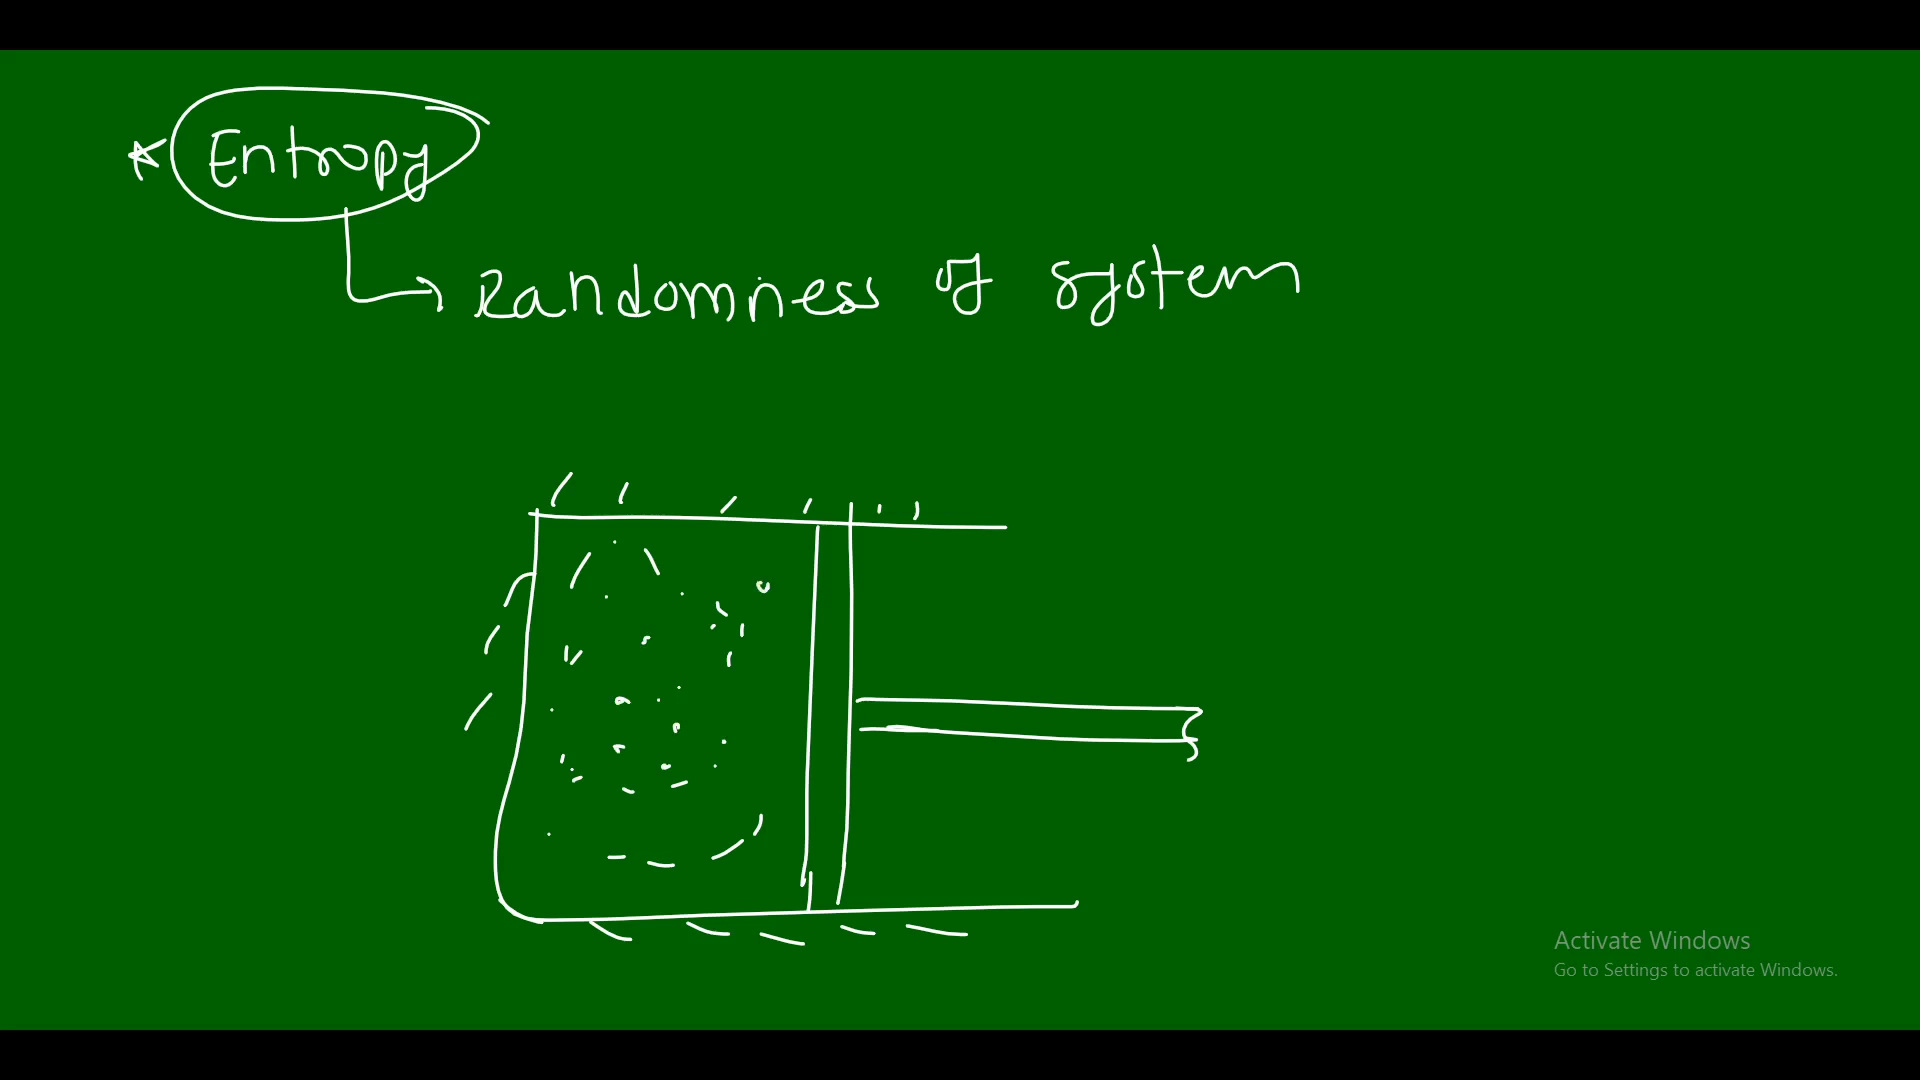 * Entropy
Randomness of system
Activate Windows
Go to Settings to activate Windows.